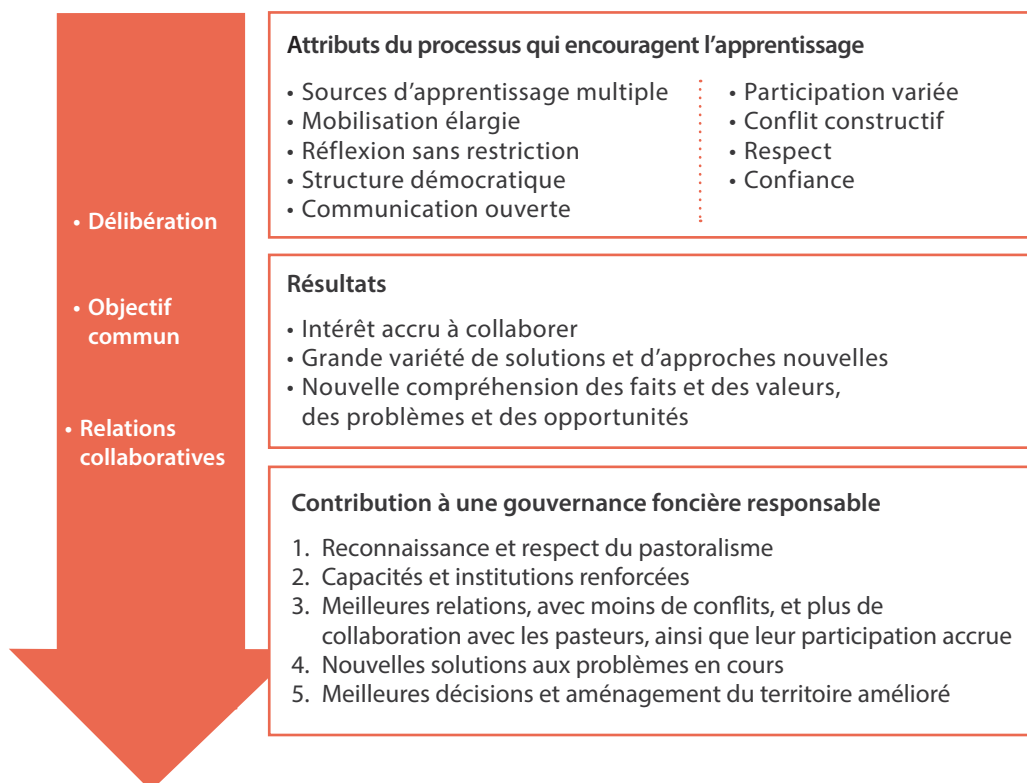 • Délibération
• Objectif
commun
• Relations
collaboratives
Attributs du processus qui encouragent l’apprentissage
• Sources d’apprentissage multiple
• Mobilisation élargie
• Réflexion sans restriction
• Structure démocratique
• Communication ouverte
• Participation variée
• Conflit constructif
• Respect
• Confiance
Résultats
• Intérêt accru à collaborer
• Grande variété de solutions et d’approches nouvelles
• Nouvelle compréhension des faits et des valeurs,
des problèmes et des opportunités
Contribution à une gouvernance foncière responsable
1. Reconnaissance et respect du pastoralisme
2. Capacités et institutions renforcées
3. Meilleures relations, avec moins de conflits, et plus de
collaboration avec les pasteurs, ainsi que leur participation accrue
4. Nouvelles solutions aux problèmes en cours
5. Meilleures décisions et aménagement du territoire amélioré